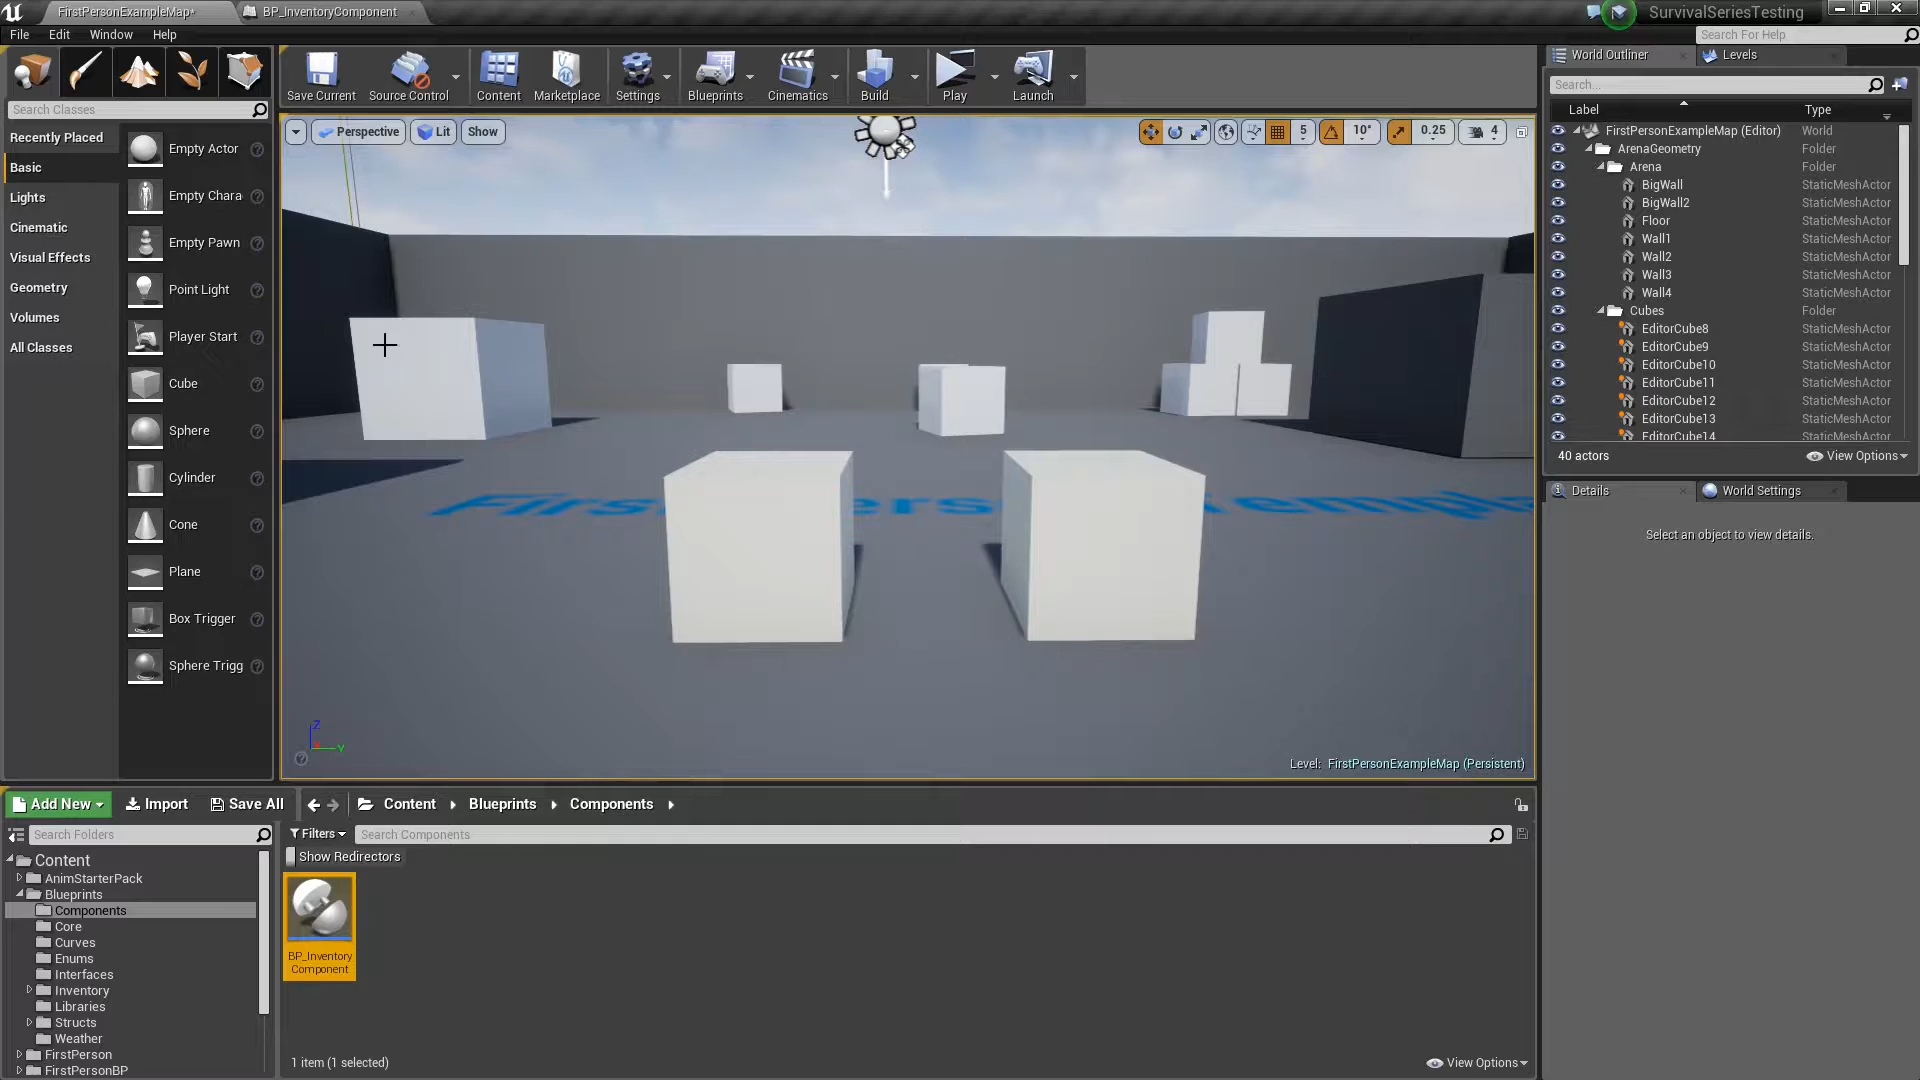 FirstPersonExampleMap*
BP_InventoryComponent
SurvivalSeriesTesting
File Edit Window Help
Search For Help
Save Current
Source Control
Content
Marketplace
Settings
Blueprints
Cinematics
Build
Play
Launch
World Outliner
Levels
Search Classes
Recently Placed
Basic
Lights
Cinematic
Visual Effects
Geometry
Volumes
All Classes
Empty Actor
Empty Chara
Empty Pawn
Point Light
Player Start
Cube
Sphere
Cylinder
Cone
Plane
Box Trigger
Sphere Trigg
Perspective
Lit
Show
5
10°
0.25
4
Z
Y
Level: FirstPersonExampleMap (Persistent)
Search...
Label Type
FirstPersonExampleMap (Editor) World
ArenaGeometry Folder
Arena Folder
BigWall StaticMeshActor
BigWall2 StaticMeshActor
Floor StaticMeshActor
Wall1 StaticMeshActor
Wall2 StaticMeshActor
Wall3 StaticMeshActor
Wall4 StaticMeshActor
Cubes Folder
EditorCube8 StaticMeshActor
EditorCube9 StaticMeshActor
EditorCube10 StaticMeshActor
EditorCube11 StaticMeshActor
EditorCube12 StaticMeshActor
EditorCube13 StaticMeshActor
EditorCube14 StaticMeshActor
40 actors
View Options
Details
World Settings
Select an object to view details.
Add New
Import
Save All
Content
Blueprints
Components
Search Folders
Filters
Search Components
Show Redirectors
Content
AnimStarterPack
Blueprints
Components
Core
Curves
Enums
Interfaces
Inventory
Libraries
Structs
Weather
FirstPerson
FirstPersonBP
BP_Inventory
Component
1 item (1 selected)
View Options